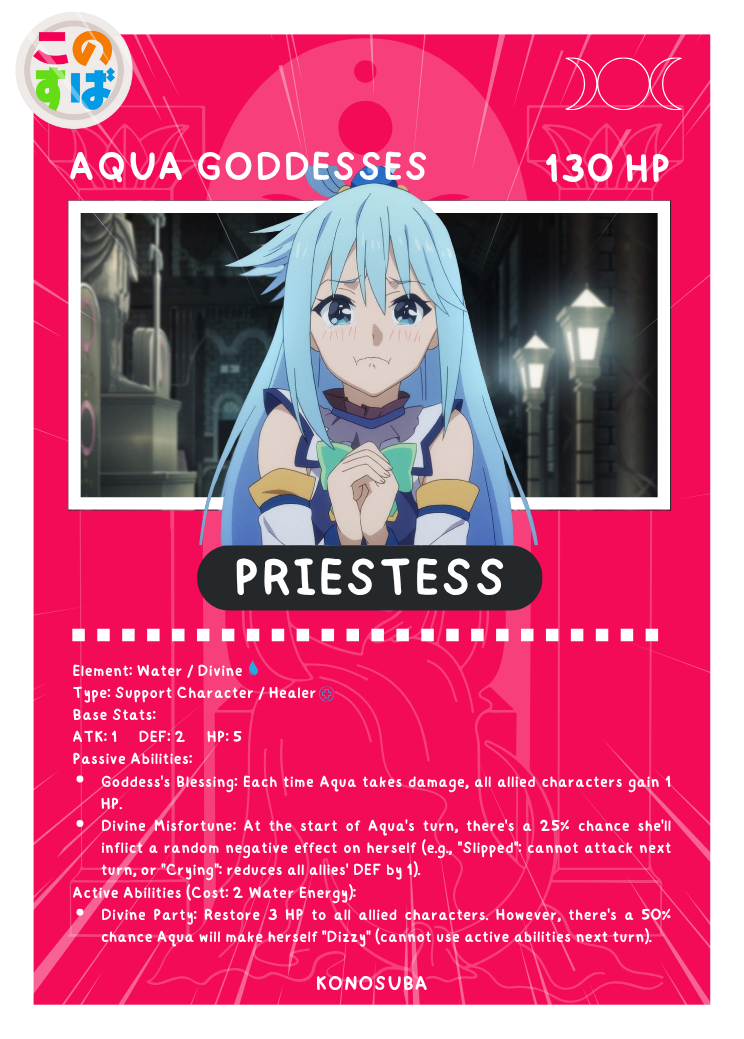 この
すば
AQUA GODDESSES
130 HP
PRIESTESS
Element: Water / Divine
Type: Support Character / Healer
Base Stats:
ATK: 1 DEF: 2 HP: 5
Passive Abilities:
• Goddess's Blessing: Each time Aqua takes damage, all allied characters gain 1
HP.
• Divine Misfortune: At the start of Aqua's turn, there's a 25% chance she'll
inflict a random negative effect on herself (e.g., "Slipped": cannot attack next
turn, or "Crying": reduces all allies' DEF by 1).
Active Abilities (Cost: 2 Water Energy):
• Divine Party: Restore 3 HP to all allied characters. However, there's a 50%
chance Aqua will make herself "Dizzy" (cannot use active abilities next turn).
KONOSUBA